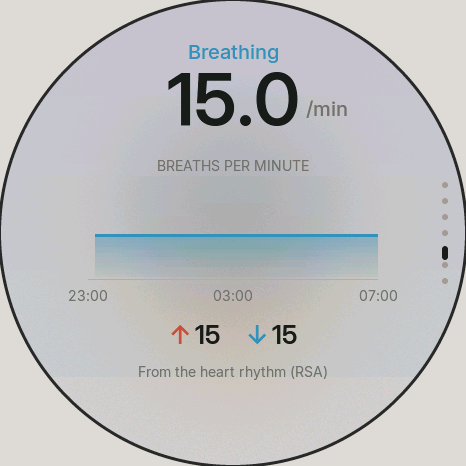 Breathing
15.0 /min
BREATHS PER MINUTE
23:00 03:00 07:00
↑15 ↓15
From the heart rhythm (RSA)